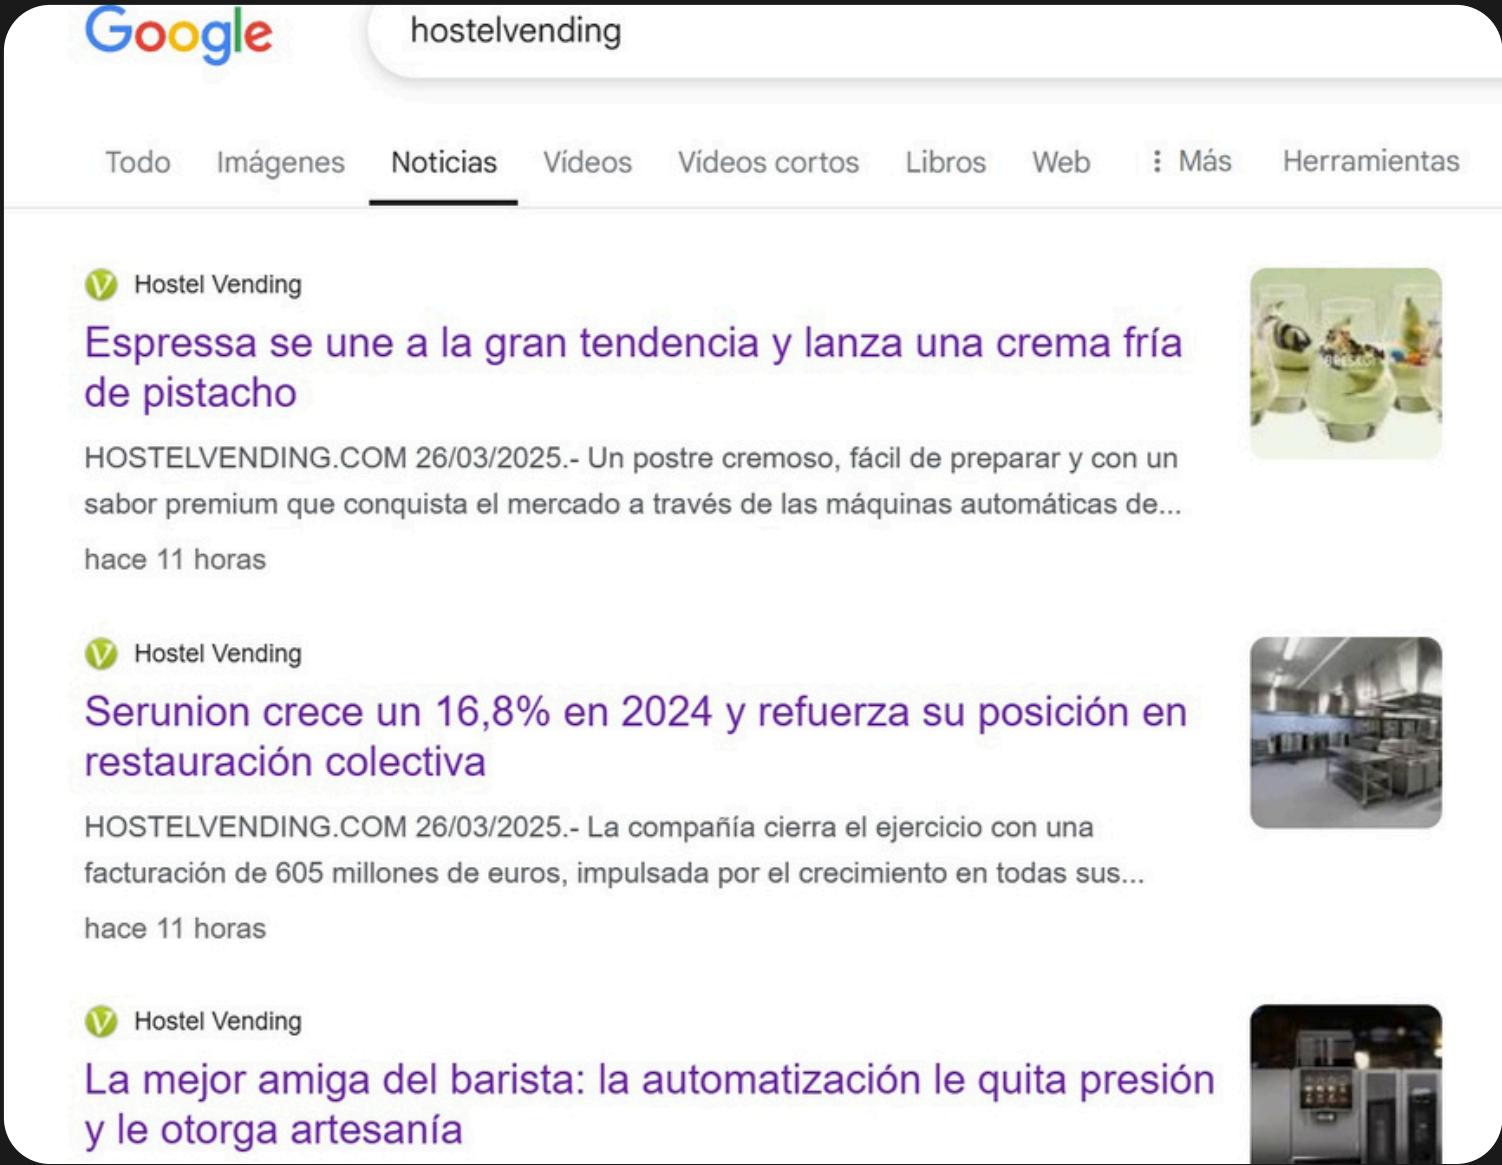 Google
hostelvending
Todo Imágenes Noticias Vídeos Vídeos cortos Libros Web Más Herramientas
Hostel Vending
Espressa se une a la gran tendencia y lanza una crema fría
de pistacho
HOSTELVENDING.COM 26/03/2025.- Un postre cremoso, fácil de preparar y con un
sabor premium que conquista el mercado a través de las máquinas automáticas de...
hace 11 horas
Hostel Vending
Serunion crece un 16,8% en 2024 y refuerza su posición en
restauración colectiva
HOSTELVENDING.COM 26/03/2025.- La compañía cierra el ejercicio con una
facturación de 605 millones de euros, impulsada por el crecimiento en todas sus...
hace 11 horas
Hostel Vending
La mejor amiga del barista: la automatización le quita presión
y le otorga artesanía